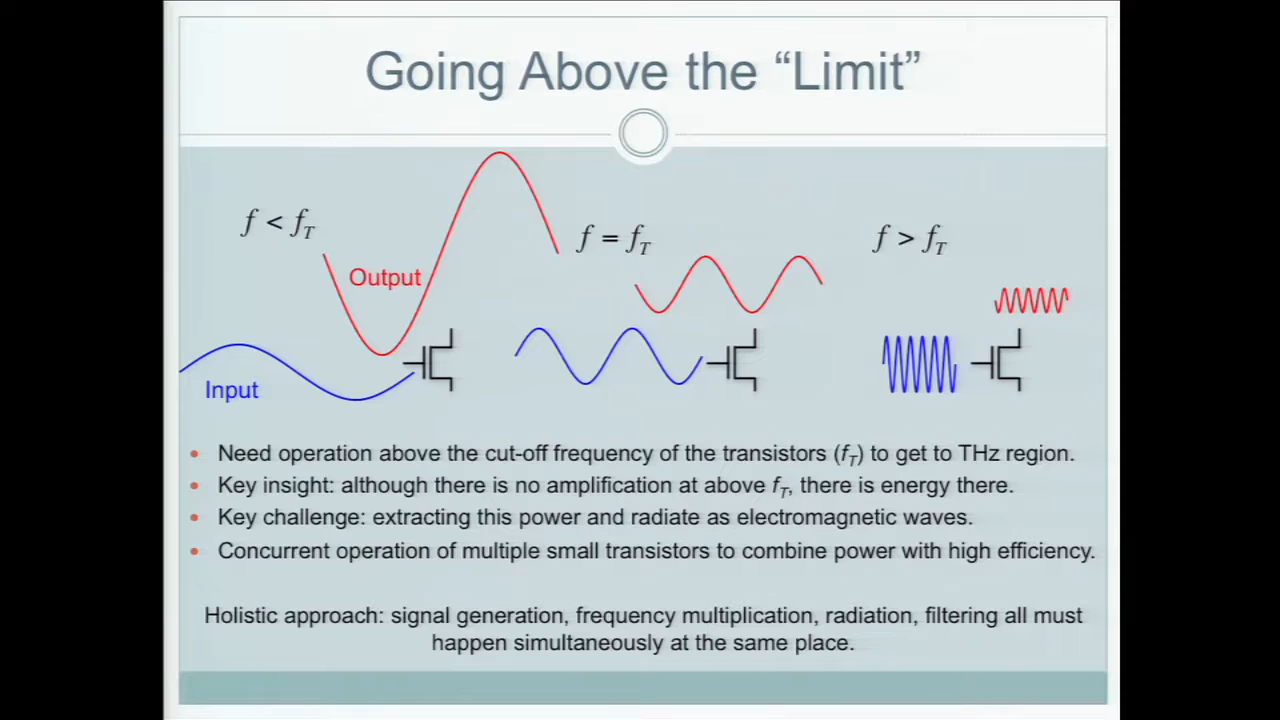 Going Above the “Limit”
f < fT
f = fT
f > fT
Output
Input
• Need operation above the cut-off frequency of the transistors (fT) to get to THz region.
• Key insight: although there is no amplification at above fT, there is energy there.
• Key challenge: extracting this power and radiate as electromagnetic waves.
• Concurrent operation of multiple small transistors to combine power with high efficiency.
Holistic approach: signal generation, frequency multiplication, radiation, filtering all must
happen simultaneously at the same place.